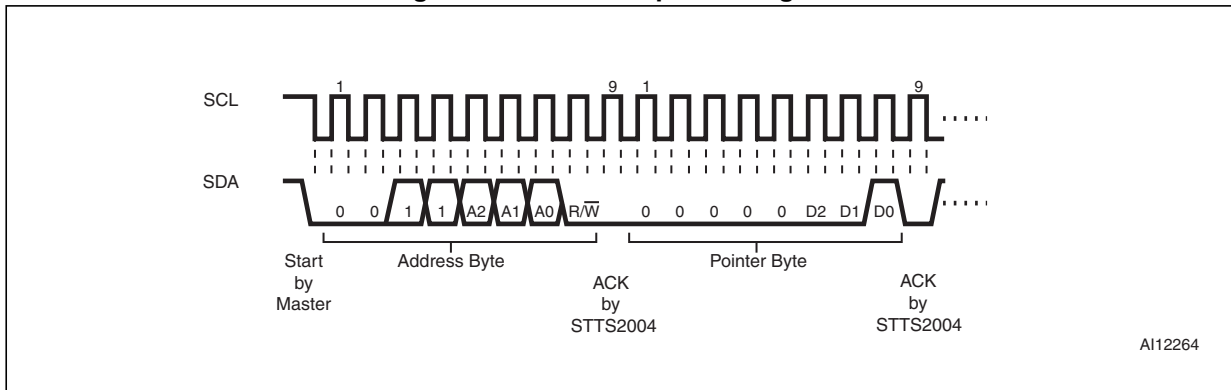 1 9 1 9
SCL
SDA
0 0 1 1 A2 A1 A0 R/W 0 0 0 0 0 D2 D1 D0
Address Byte
Pointer Byte
Start
by
Master
ACK
by
STTS2004
ACK
by
STTS2004
AI12264